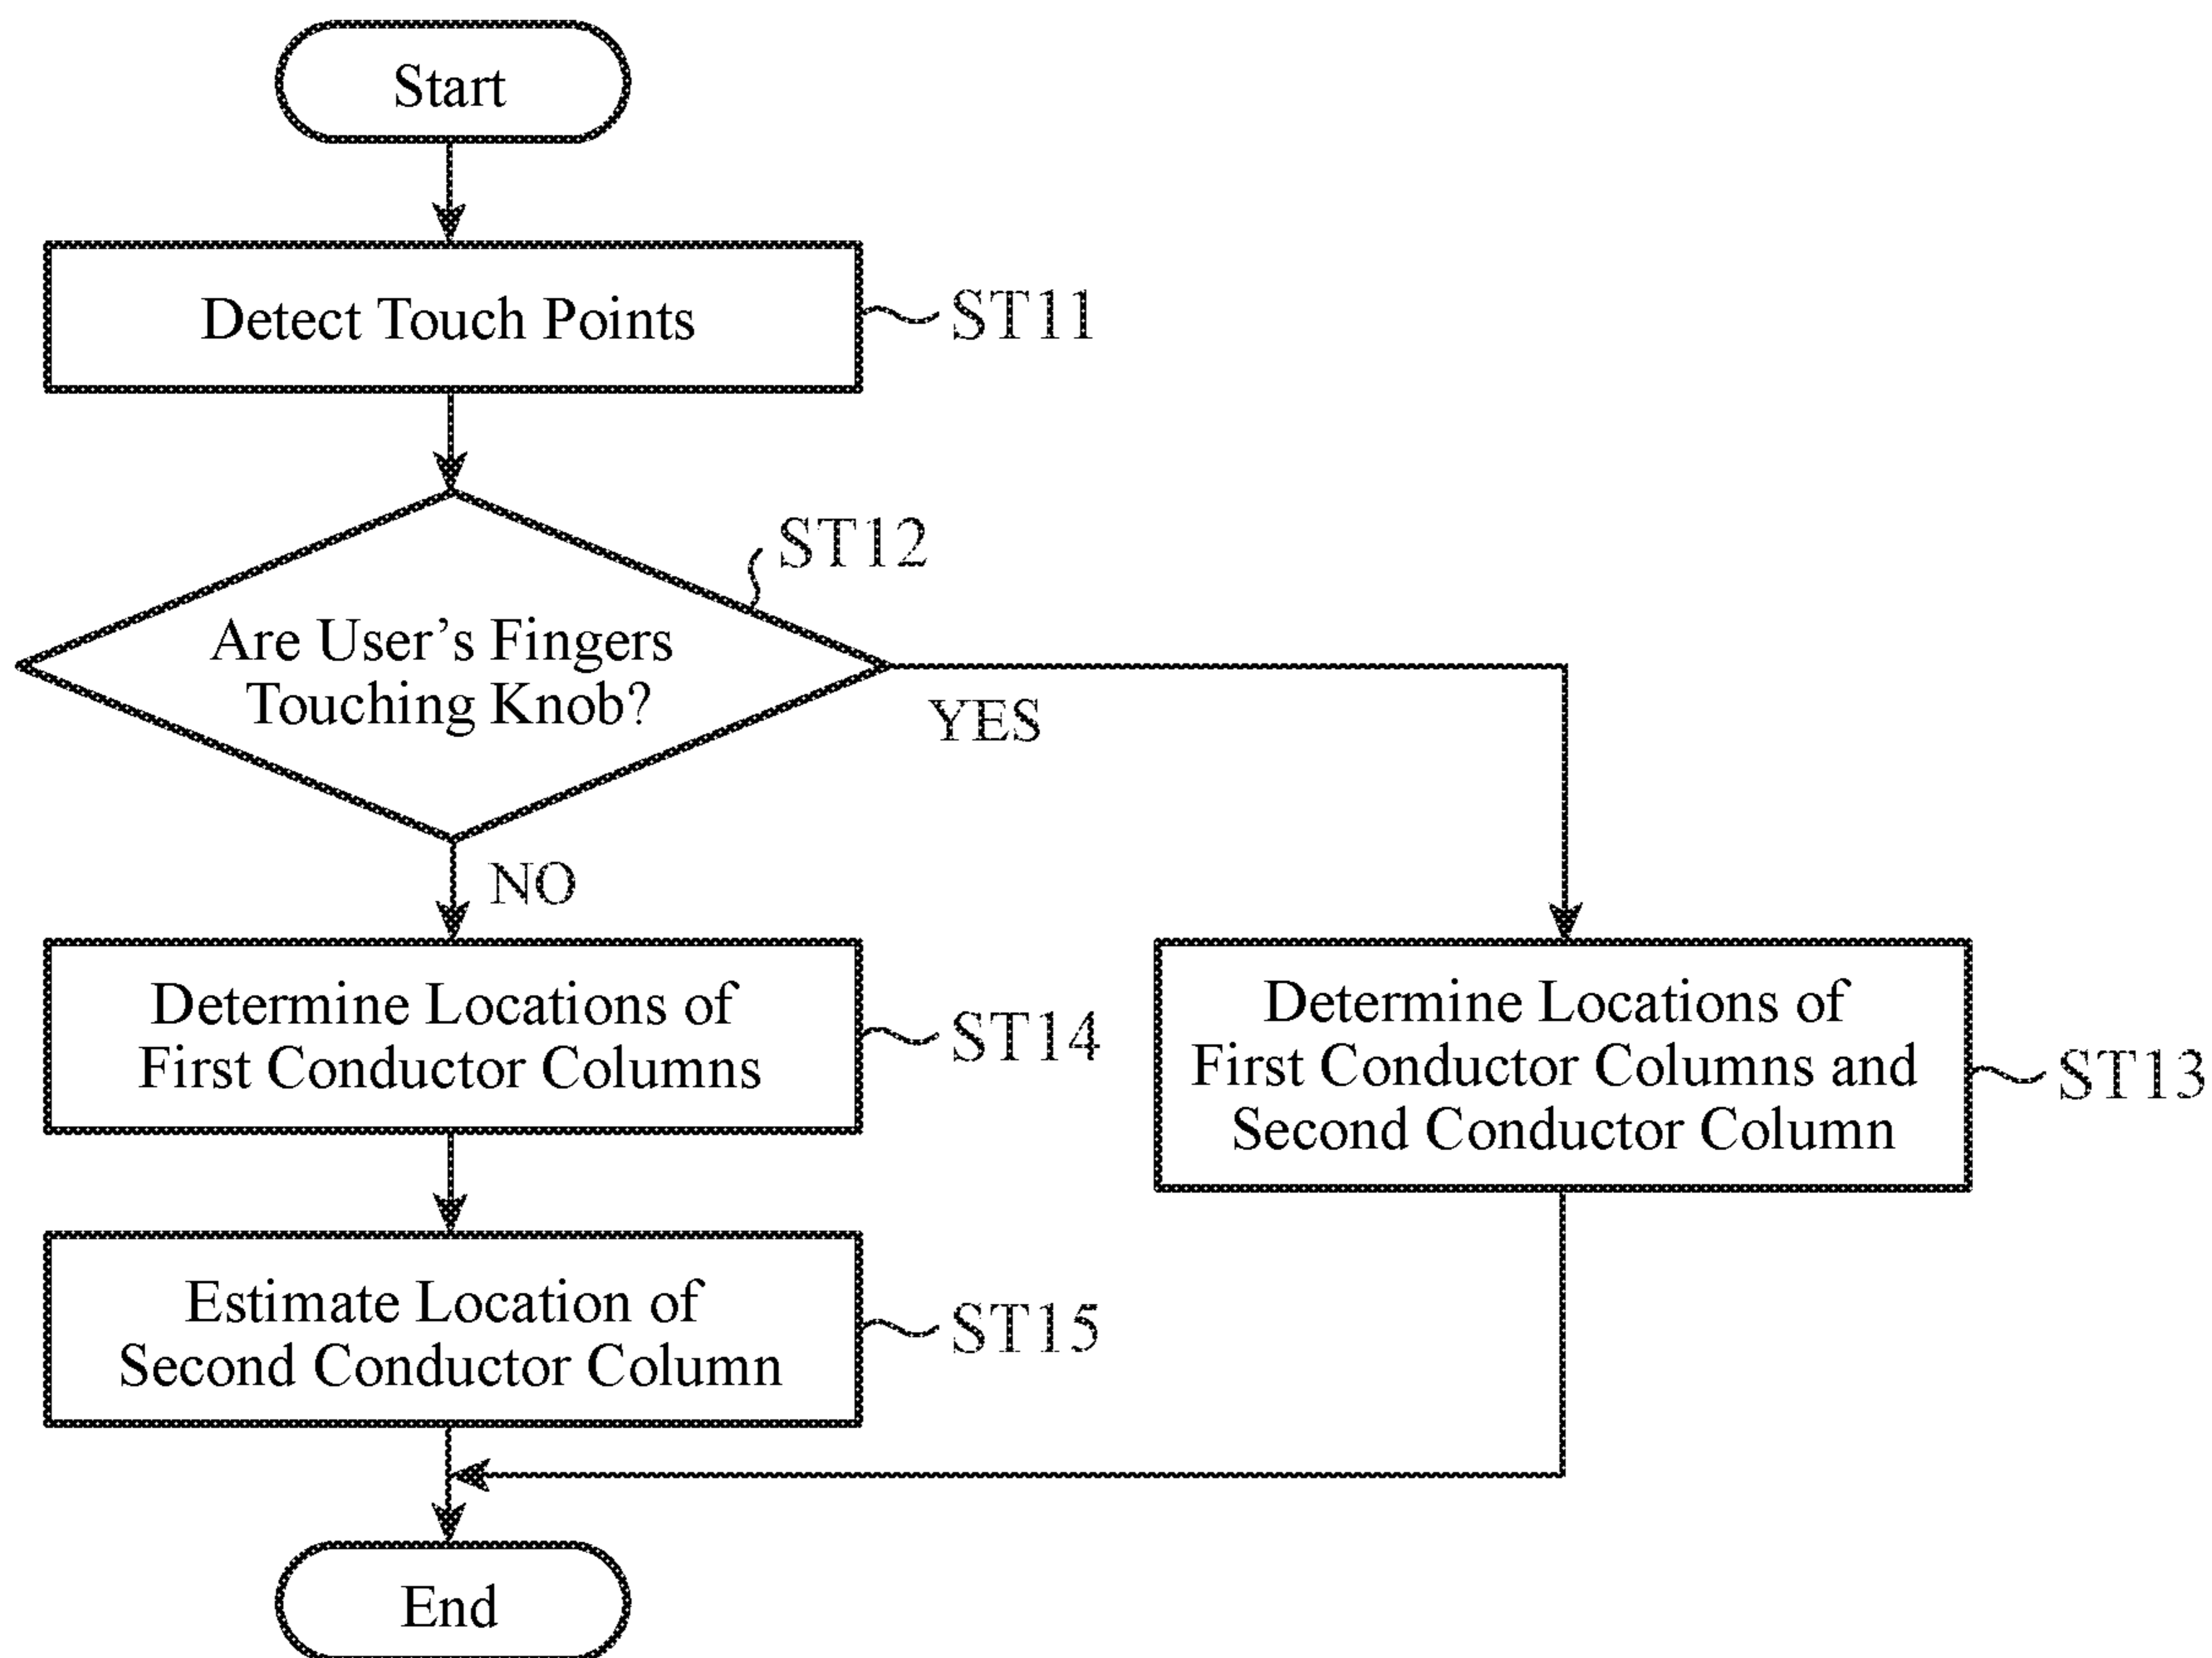 Start
Detect Touch Points
ST11
ST12
Are User's Fingers
Touching Knob?
YES
NO
Determine Locations of
First Conductor Columns
ST14
Determine Locations of
First Conductor Columns and
Second Conductor Column
ST13
Estimate Location of
Second Conductor Column
ST15
End